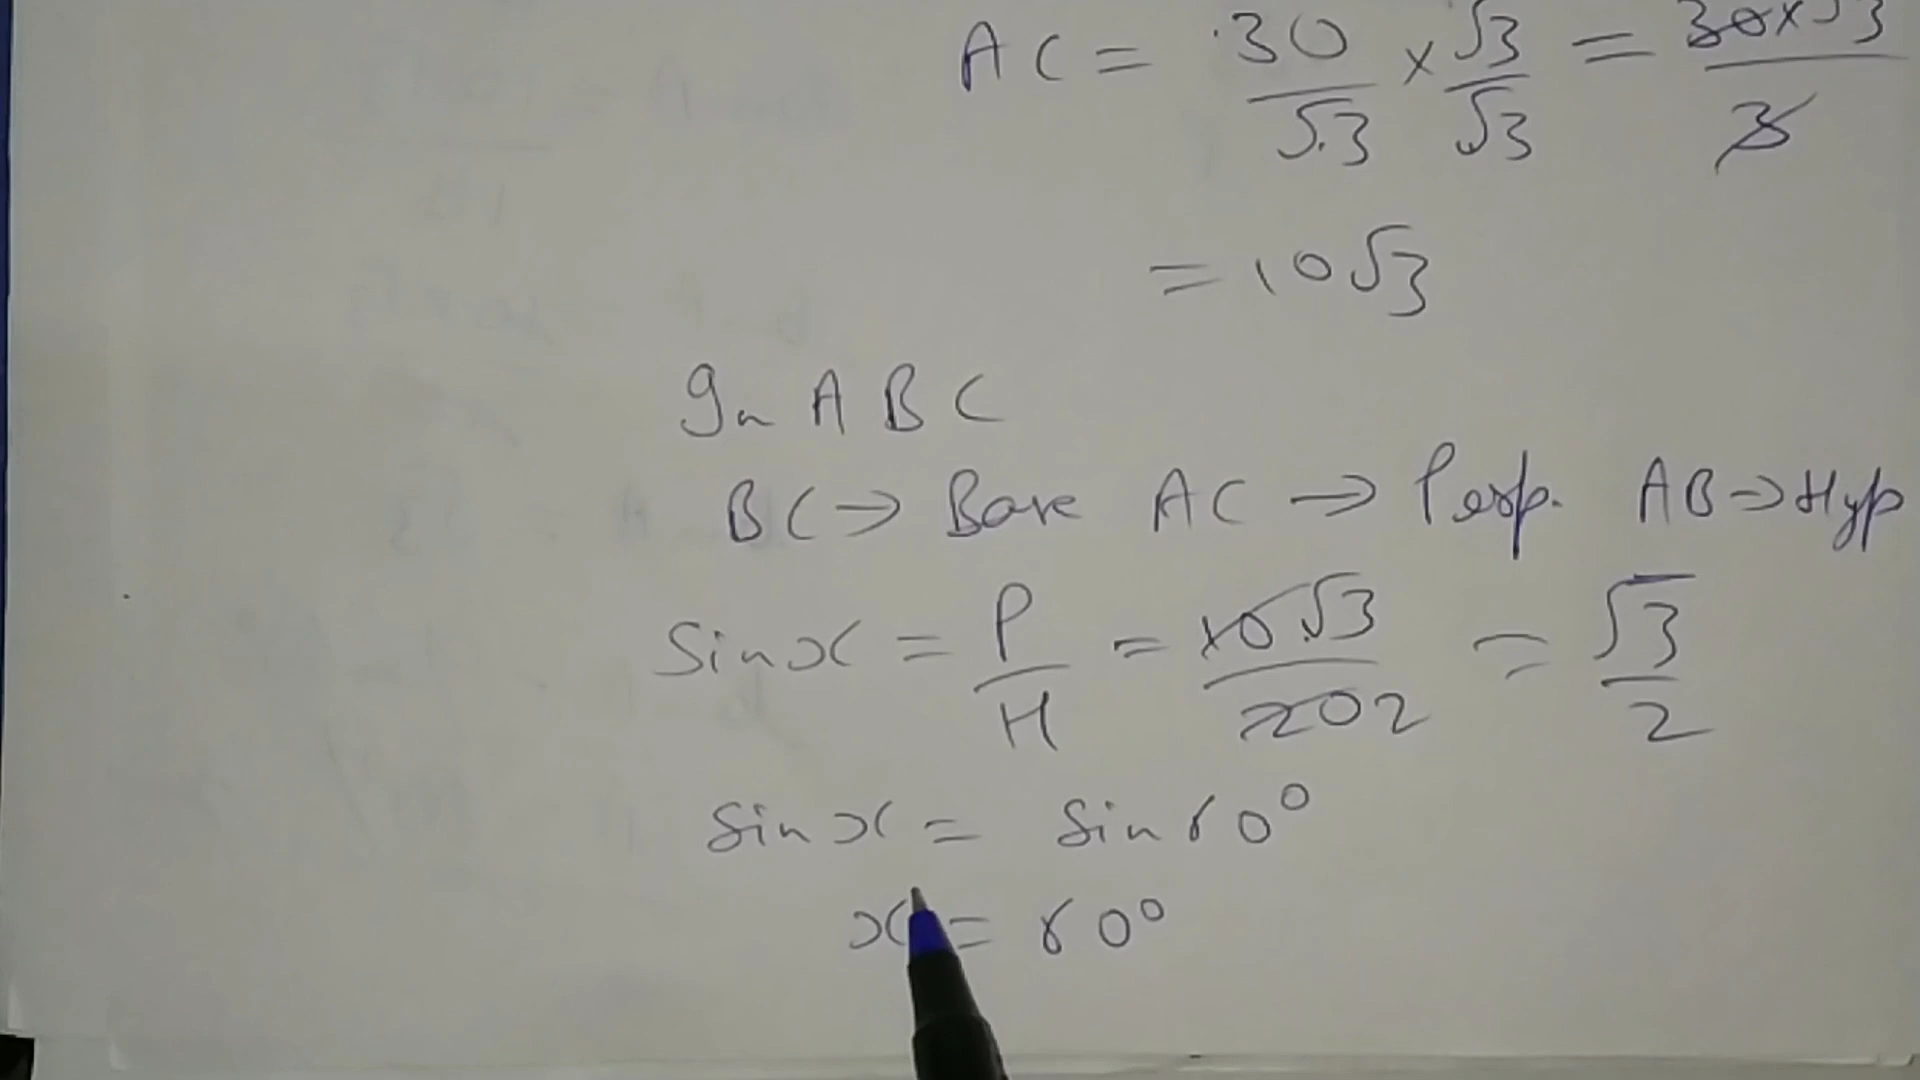 AC = 30/√3 × √3/√3 = 30×√3/3
= 10√3
In ABC
BC → Base AC → Perp. AB → Hyp
Sin x = P/H = 10√3/20 2 = √3/2
Sin x = Sin 60°
x = 60°